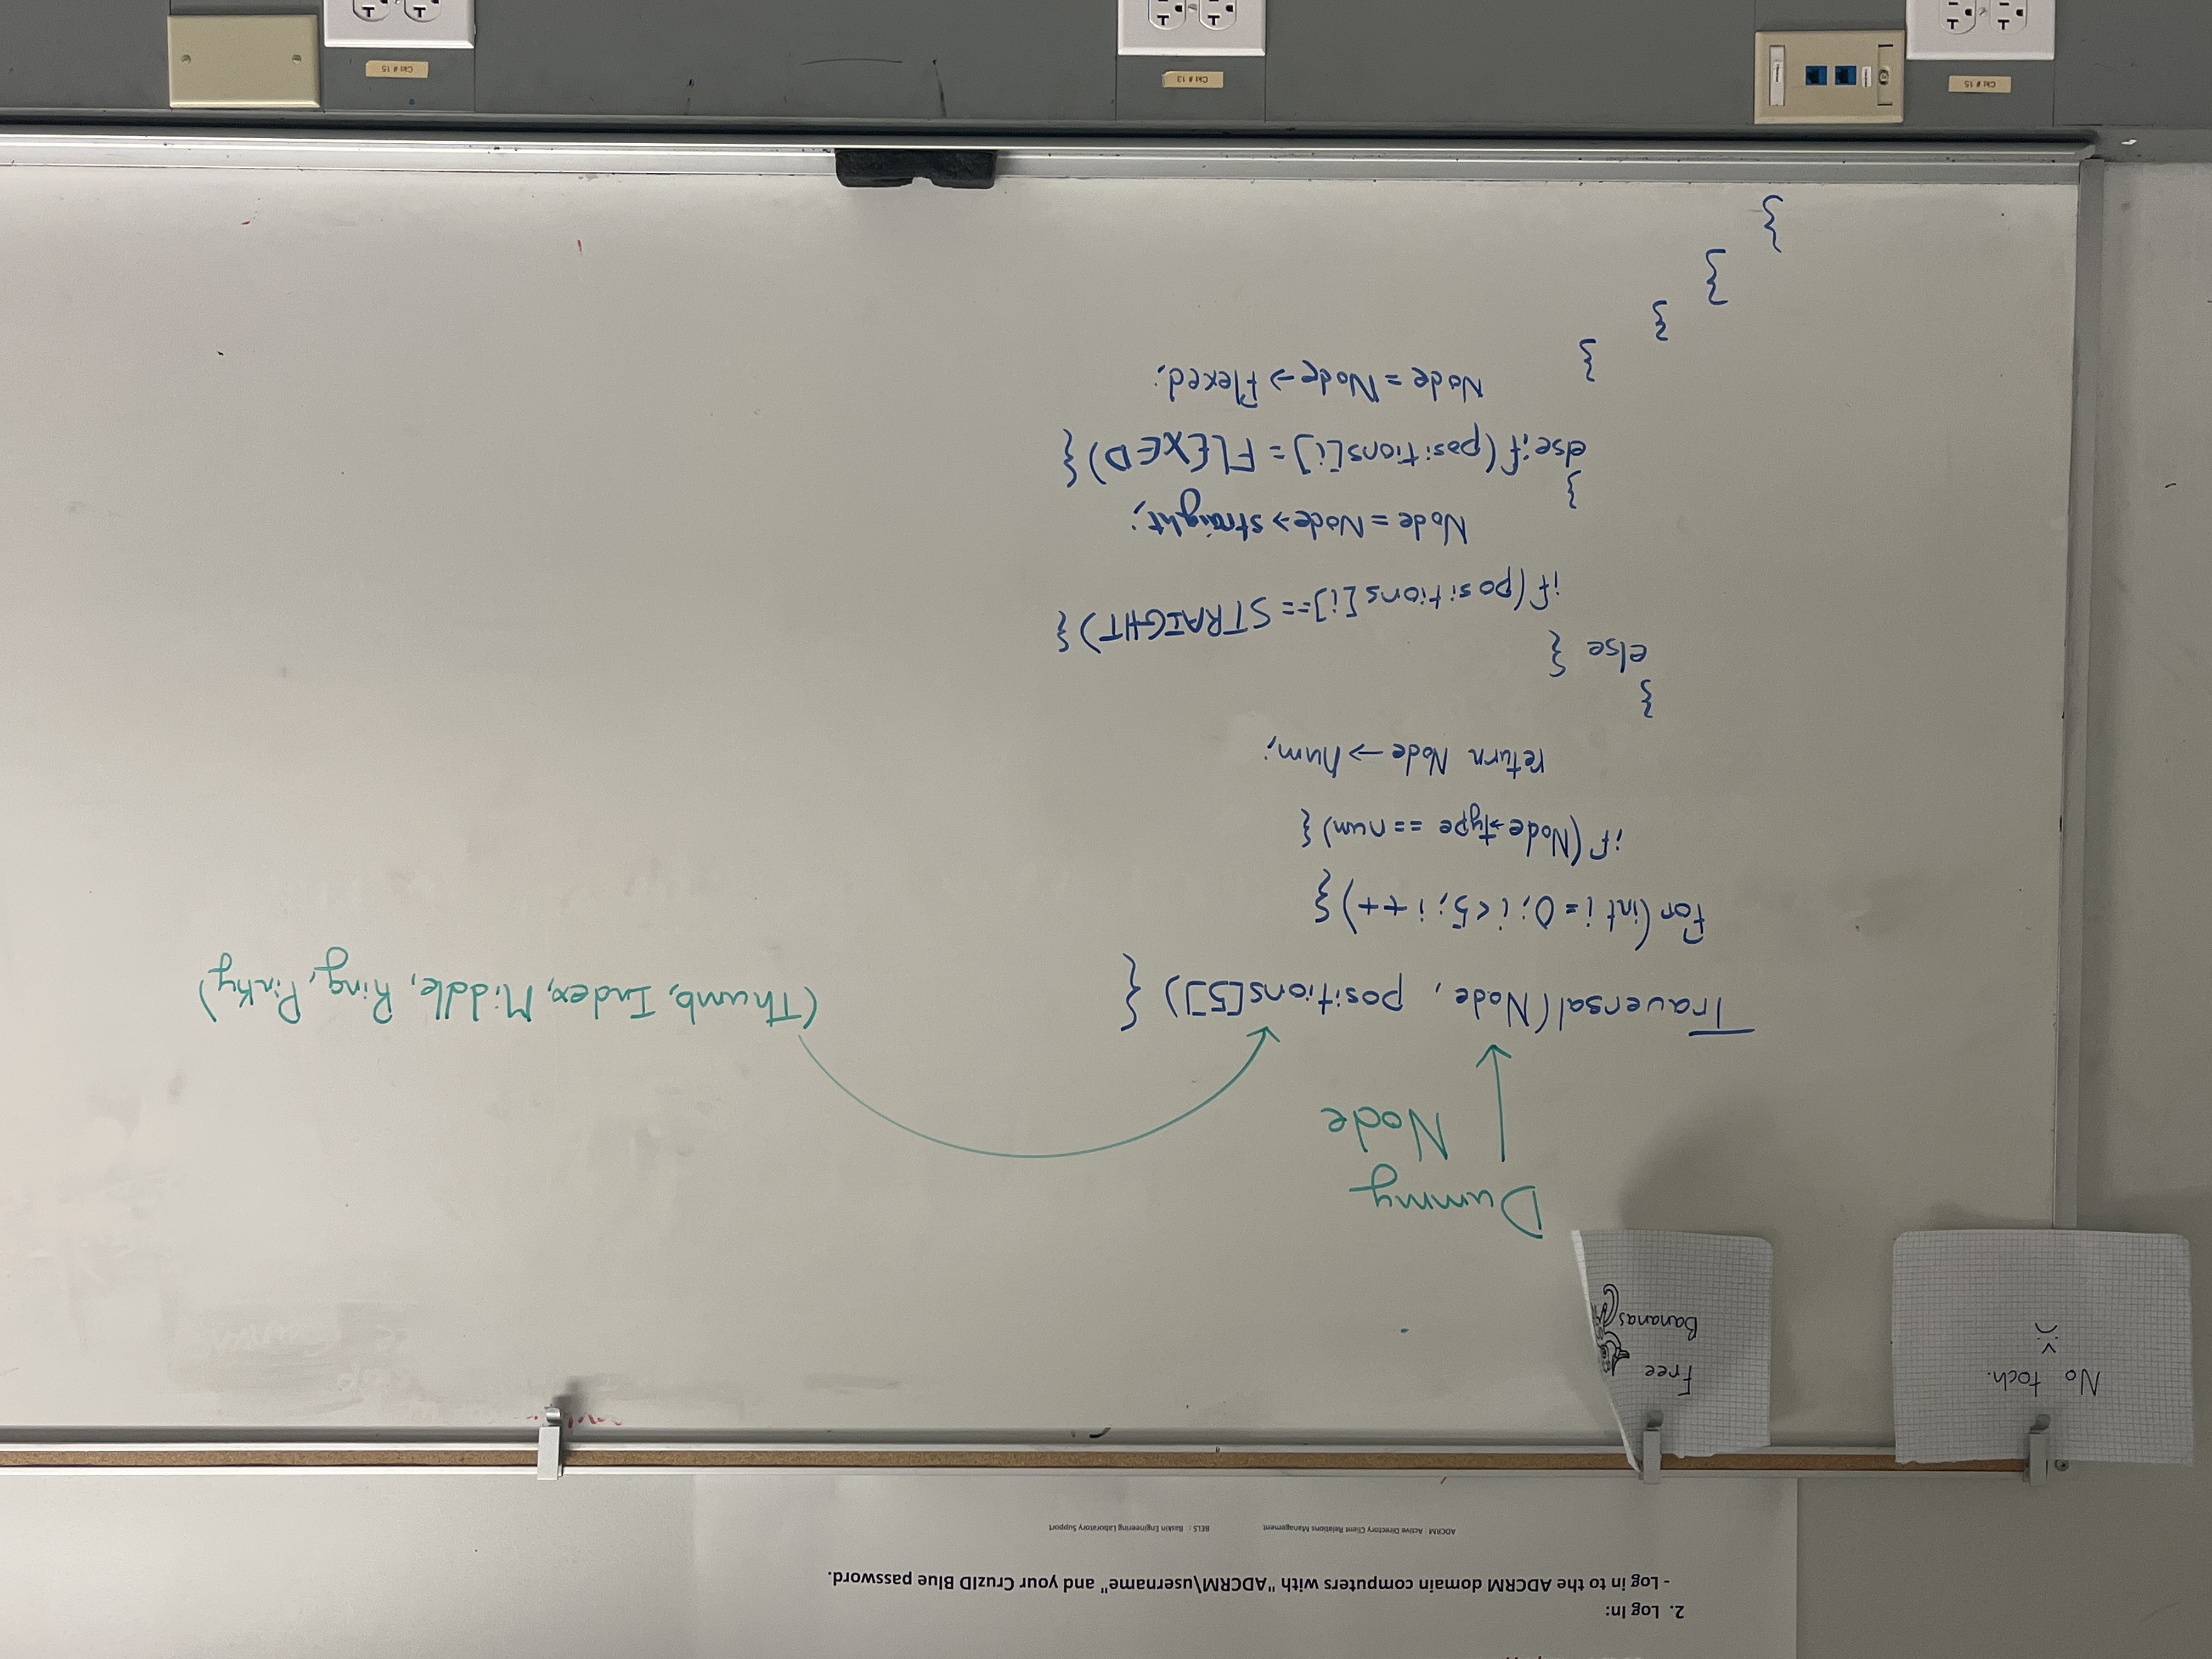 2. Log In:
- Log in to the ADCRM domain computers with "ADCRM\username" and your CruzID Blue password.
ADCRM : Active Directory Client Relations Management BELS : Baskin Engineering Laboratory Support
No toch.
Free
Bananas
Dummy
Node
Traversal(Node, positions[5]) {
(Thumb, Index, Middle, Ring, Pinky)
for(int i=0; i<5; i++){
if(Node→type ==num){
return Node→num;
}
else {
if(positions[i]==STRAIGHT){
Node=Node→straight;
}
else if(positions[i]=FLEXED){
Node=Node→flexed;
}
}
}
}
Ckt # 15
Ckt # 13
Ckt # 15